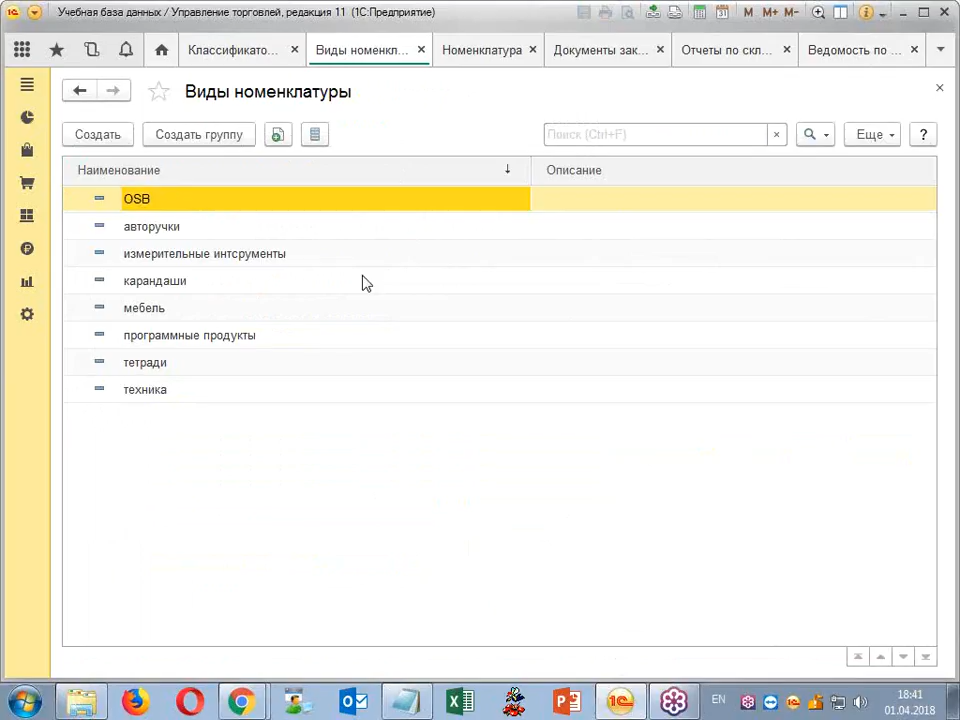 Учебная база данных / Управление торговлей, редакция 11 (1С:Предприятие)
M M+ M-
Классификато...
Виды номенкл...
Номенклатура
Документы зак...
Отчеты по скл...
Ведомость по ...
Виды номенклатуры
Создать
Создать группу
Поиск (Ctrl+F)
Еще
?
Наименование
Описание
OSB
авторучки
измерительные интсрументы
карандаши
мебель
программные продукты
тетради
техника
EN
18:41
01.04.2018